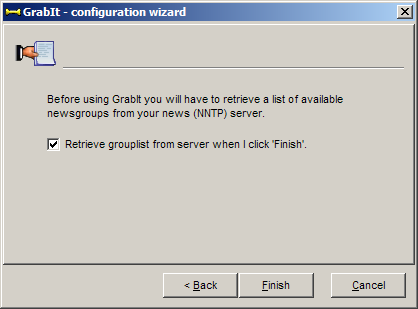 GrabIt - configuration wizard
Before using GrabIt you will have to retrieve a list of available
newsgroups from your news (NNTP) server.
Retrieve grouplist from server when I click 'Finish'.
< Back
Finish
Cancel